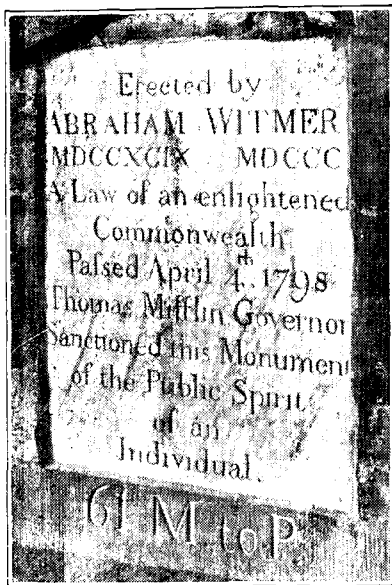 Erected by
ABRAHAM WITMER
MDCCXCIX MDCCC
A Law of an enlightened
Commonwealth
Paſsed April 4th. 1798
Thomas Mifflin Governor
Sanctioned this Monument
of the Public Spirit
of an
Individual.
61 M to P.